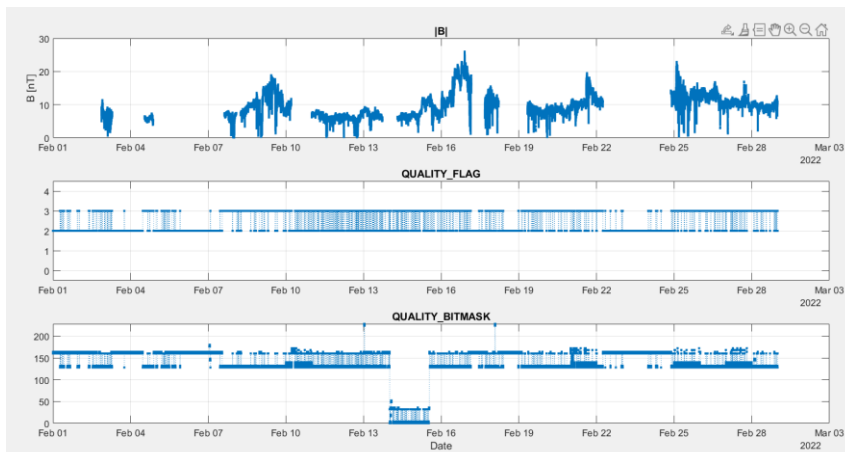 |B|
30
20
10
0
B [nT]
Feb 01 Feb 04 Feb 07 Feb 10 Feb 13 Feb 16 Feb 19 Feb 22 Feb 25 Feb 28 Mar 03
2022
QUALITY_FLAG
4
3
2
1
0
Feb 01 Feb 04 Feb 07 Feb 10 Feb 13 Feb 16 Feb 19 Feb 22 Feb 25 Feb 28 Mar 03
2022
QUALITY_BITMASK
200
150
100
50
0
Feb 01 Feb 04 Feb 07 Feb 10 Feb 13 Feb 16 Feb 19 Feb 22 Feb 25 Feb 28 Mar 03
Date
2022